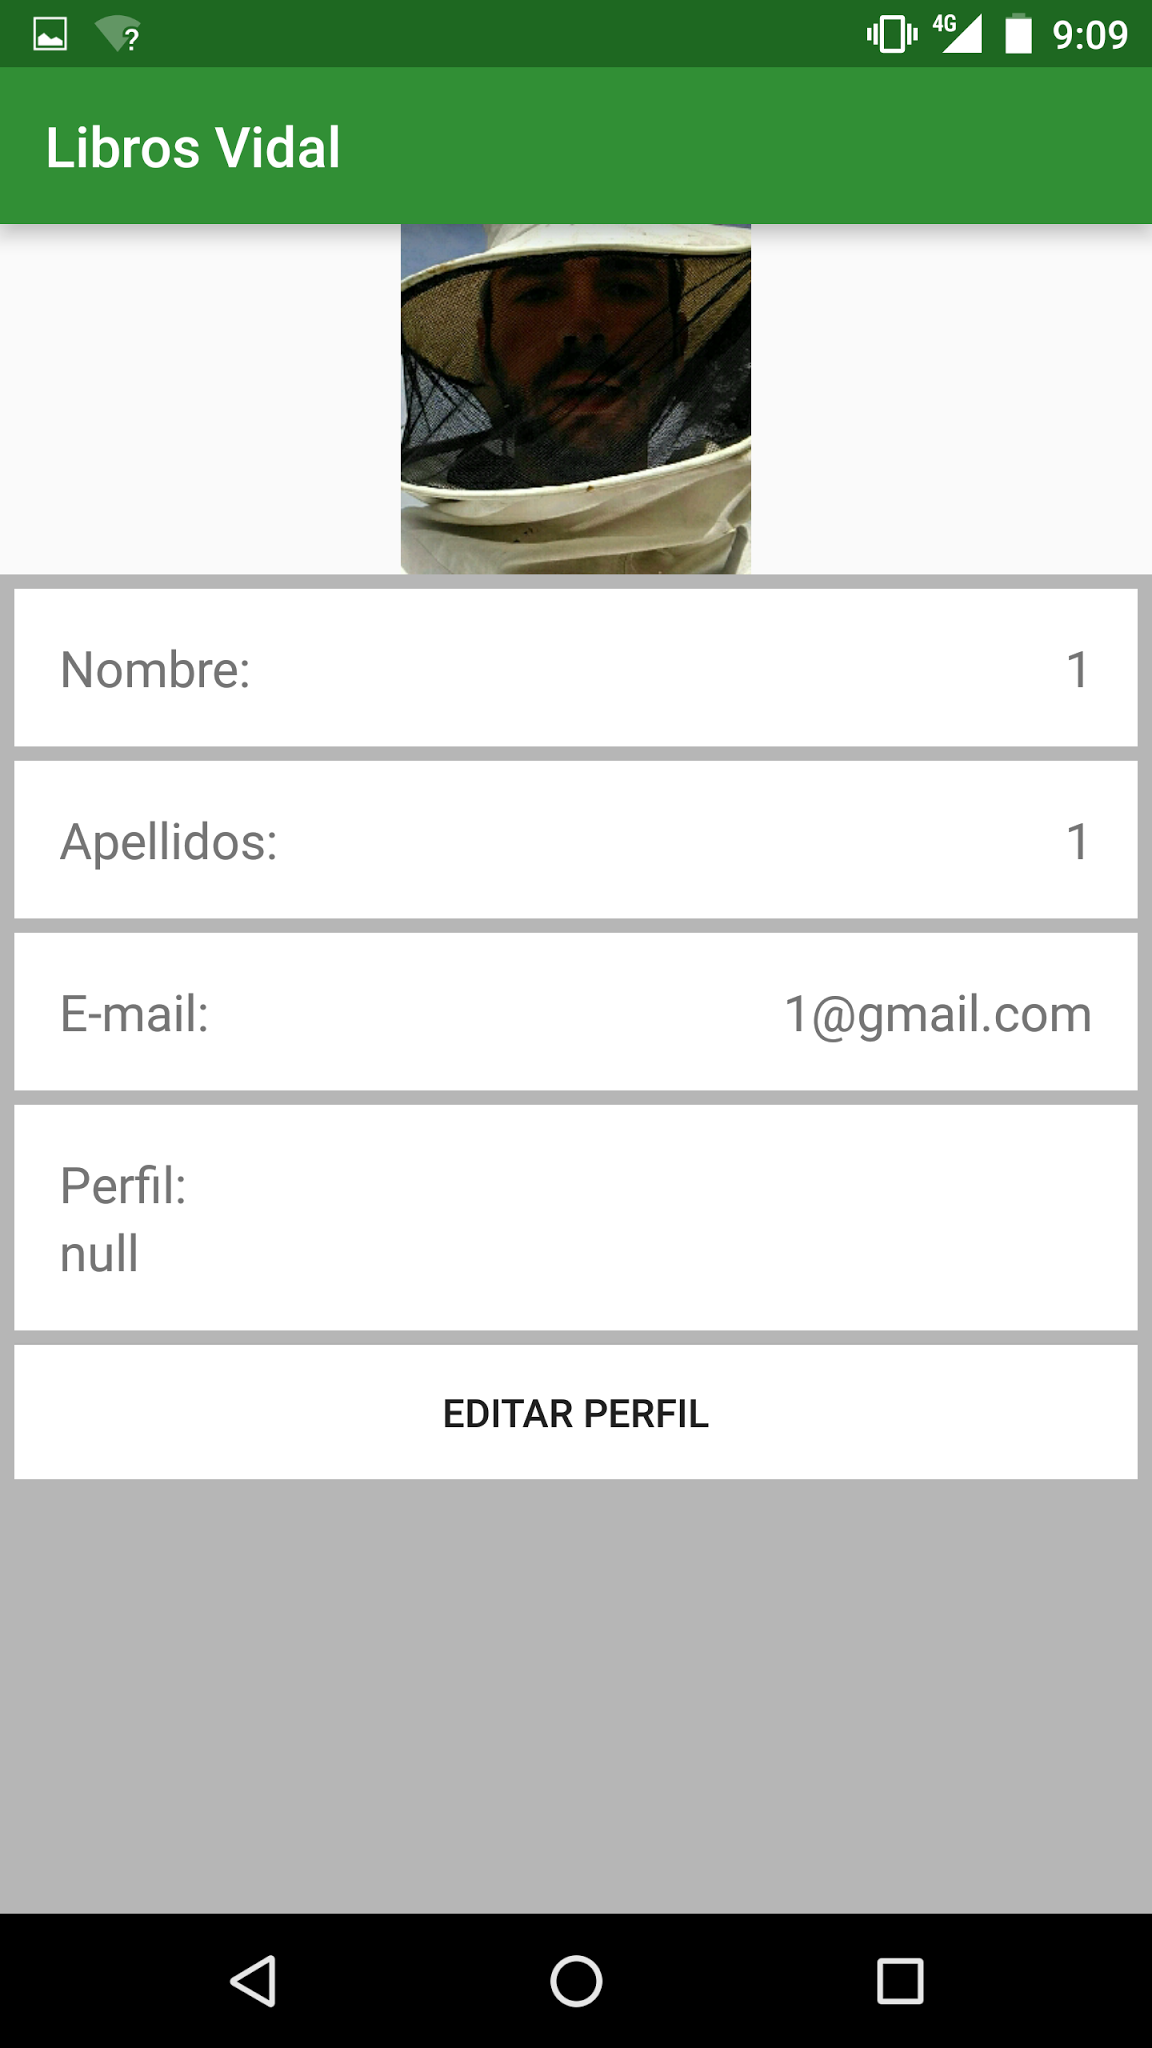 4G 9:09
Libros Vidal
Nombre: 1
Apellidos: 1
E-mail: 1@gmail.com
Perfil:
null
EDITAR PERFIL